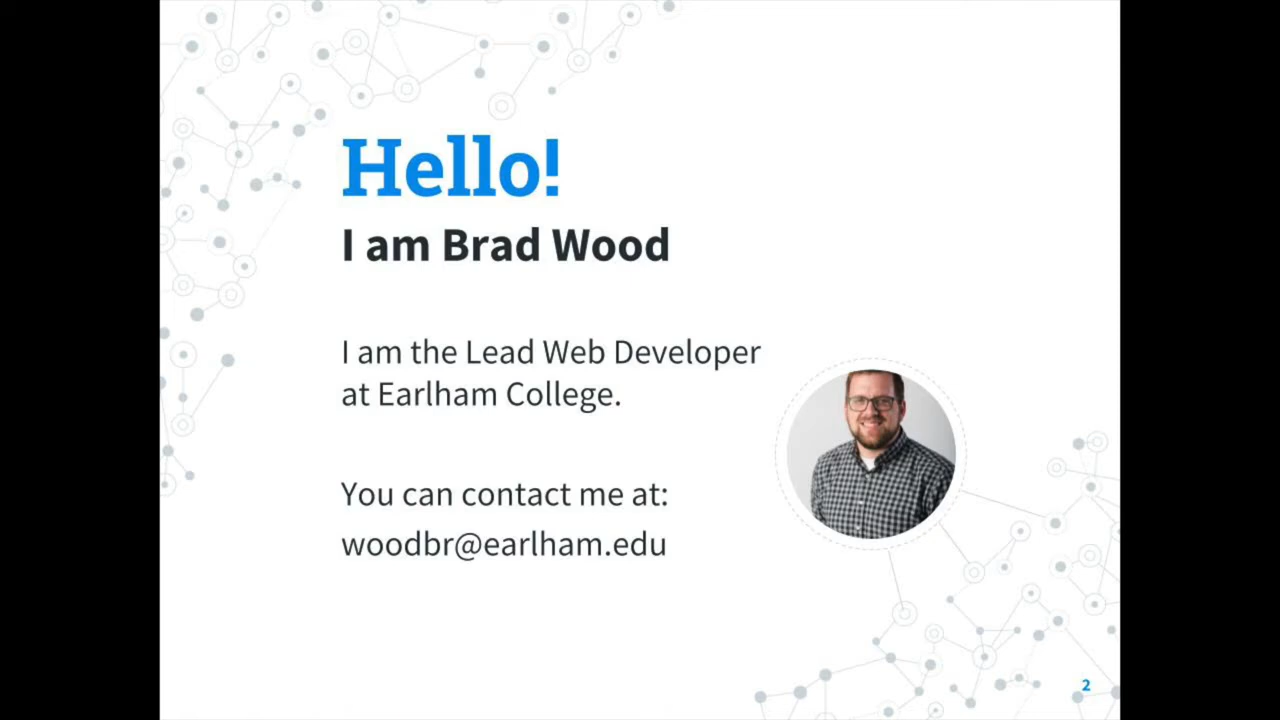 Hello!
I am Brad Wood
I am the Lead Web Developer
at Earlham College.
You can contact me at:
woodbr@earlham.edu
2